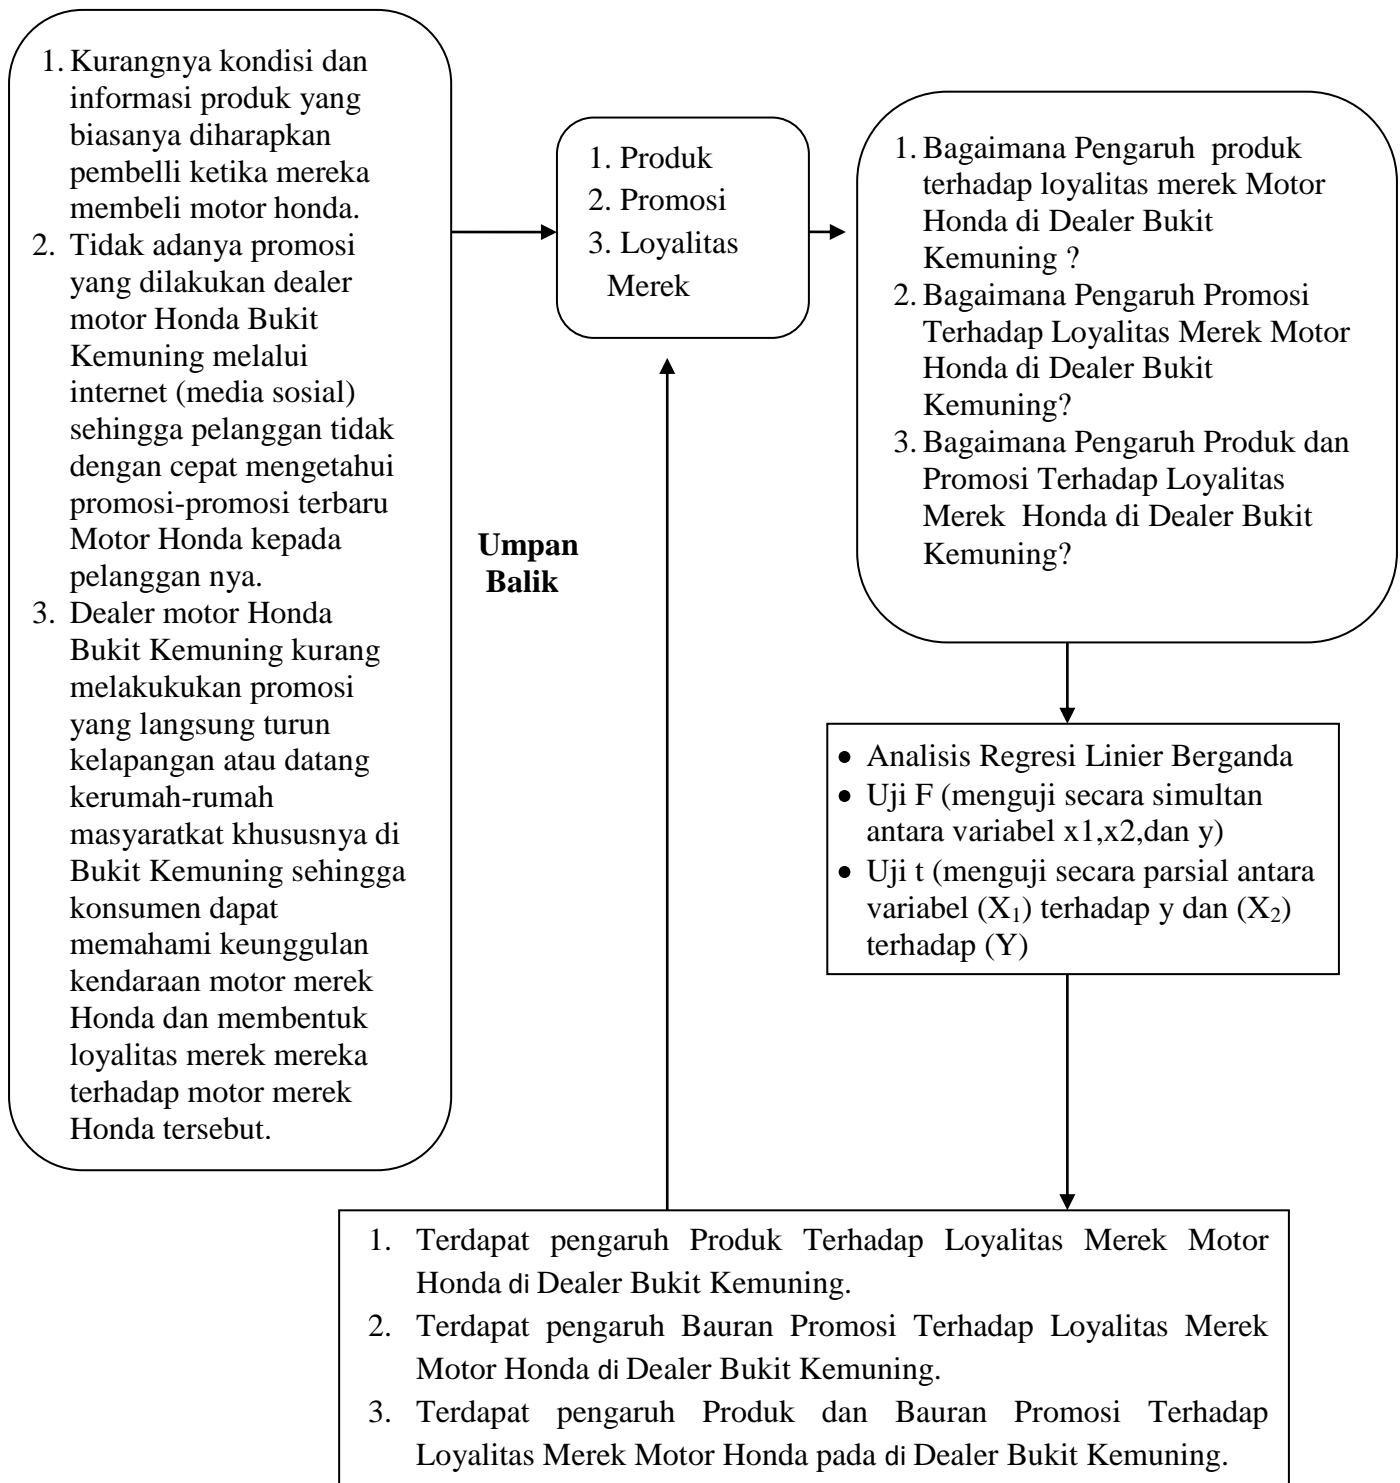 1. Kurangnya kondisi dan
informasi produk yang
biasanya diharapkan
pembelli ketika mereka
membeli motor honda.
2. Tidak adanya promosi
yang dilakukan dealer
motor Honda Bukit
Kemuning melalui
internet (media sosial)
sehingga pelanggan tidak
dengan cepat mengetahui
promosi-promosi terbaru
Motor Honda kepada
pelanggan nya.
3. Dealer motor Honda
Bukit Kemuning kurang
melakukukan promosi
yang langsung turun
kelapangan atau datang
kerumah-rumah
masyaratkat khususnya di
Bukit Kemuning sehingga
konsumen dapat
memahami keunggulan
kendaraan motor merek
Honda dan membentuk
loyalitas merek mereka
terhadap motor merek
Honda tersebut.
1. Produk
2. Promosi
3. Loyalitas
Merek
1. Bagaimana Pengaruh produk
terhadap loyalitas merek Motor
Honda di Dealer Bukit
Kemuning ?
2. Bagaimana Pengaruh Promosi
Terhadap Loyalitas Merek Motor
Honda di Dealer Bukit
Kemuning?
3. Bagaimana Pengaruh Produk dan
Promosi Terhadap Loyalitas
Merek Honda di Dealer Bukit
Kemuning?
Umpan
Balik
• Analisis Regresi Linier Berganda
• Uji F (menguji secara simultan
antara variabel x1,x2,dan y)
• Uji t (menguji secara parsial antara
variabel (X₁) terhadap y dan (X₂)
terhadap (Y)
1. Terdapat pengaruh Produk Terhadap Loyalitas Merek Motor
Honda di Dealer Bukit Kemuning.
2. Terdapat pengaruh Bauran Promosi Terhadap Loyalitas Merek
Motor Honda di Dealer Bukit Kemuning.
3. Terdapat pengaruh Produk dan Bauran Promosi Terhadap
Loyalitas Merek Motor Honda pada di Dealer Bukit Kemuning.